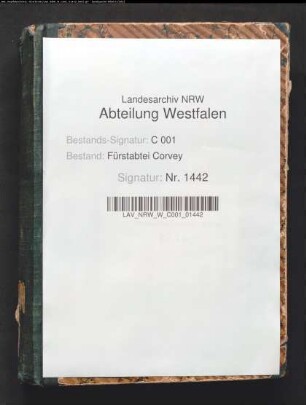 Landesarchiv NRW
Abteilung Westfalen
Bestands-Signatur: C 001
Bestand: Fürstabtei Corvey
Signatur: Nr. 1442
LAV_NRW_W_C001_01442